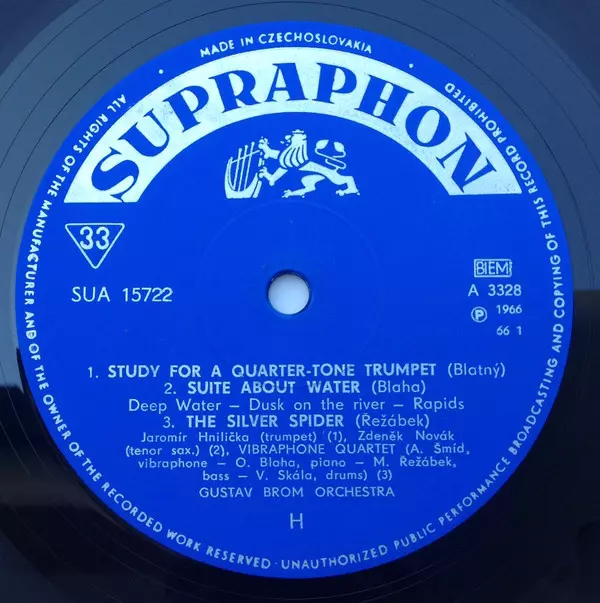 · MADE IN CZECHOSLOVAKIA ·
ALL RIGHTS OF THE MANUFACTURER AND OF THE OWNER OF THE RECORDED WORK RESERVED · UNAUTHORIZED PUBLIC PERFORMANCE BROADCASTING AND COPYING OF THIS RECORD PROHIBITED
SUPRAPHON
33
SUA 15722
BIEM
A 3328
Ⓟ 1966
66 1
1. STUDY FOR A QUARTER-TONE TRUMPET (Blatný)
2. SUITE ABOUT WATER (Blaha)
Deep Water – Dusk on the river – Rapids
3. THE SILVER SPIDER (Řežábek)
Jaromír Hnilička (trumpet) (1), Zdeněk Novák
(tenor sax.) (2), VIBRAPHONE QUARTET (A. Šmíd,
vibraphone – O. Blaha, piano – M. Řežábek,
bass – V. Skála, drums) (3)
GUSTAV BROM ORCHESTRA
H